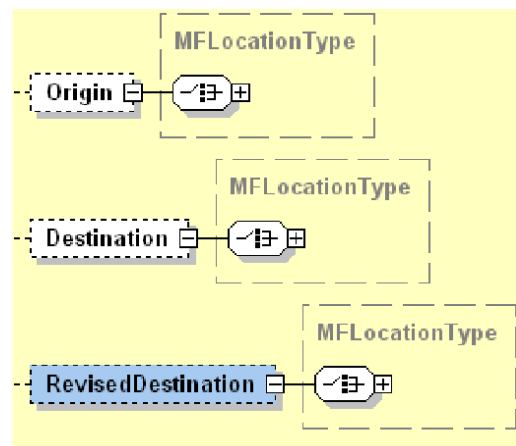 MFLocationType
Origin
MFLocationType
Destination
MFLocationType
RevisedDestination